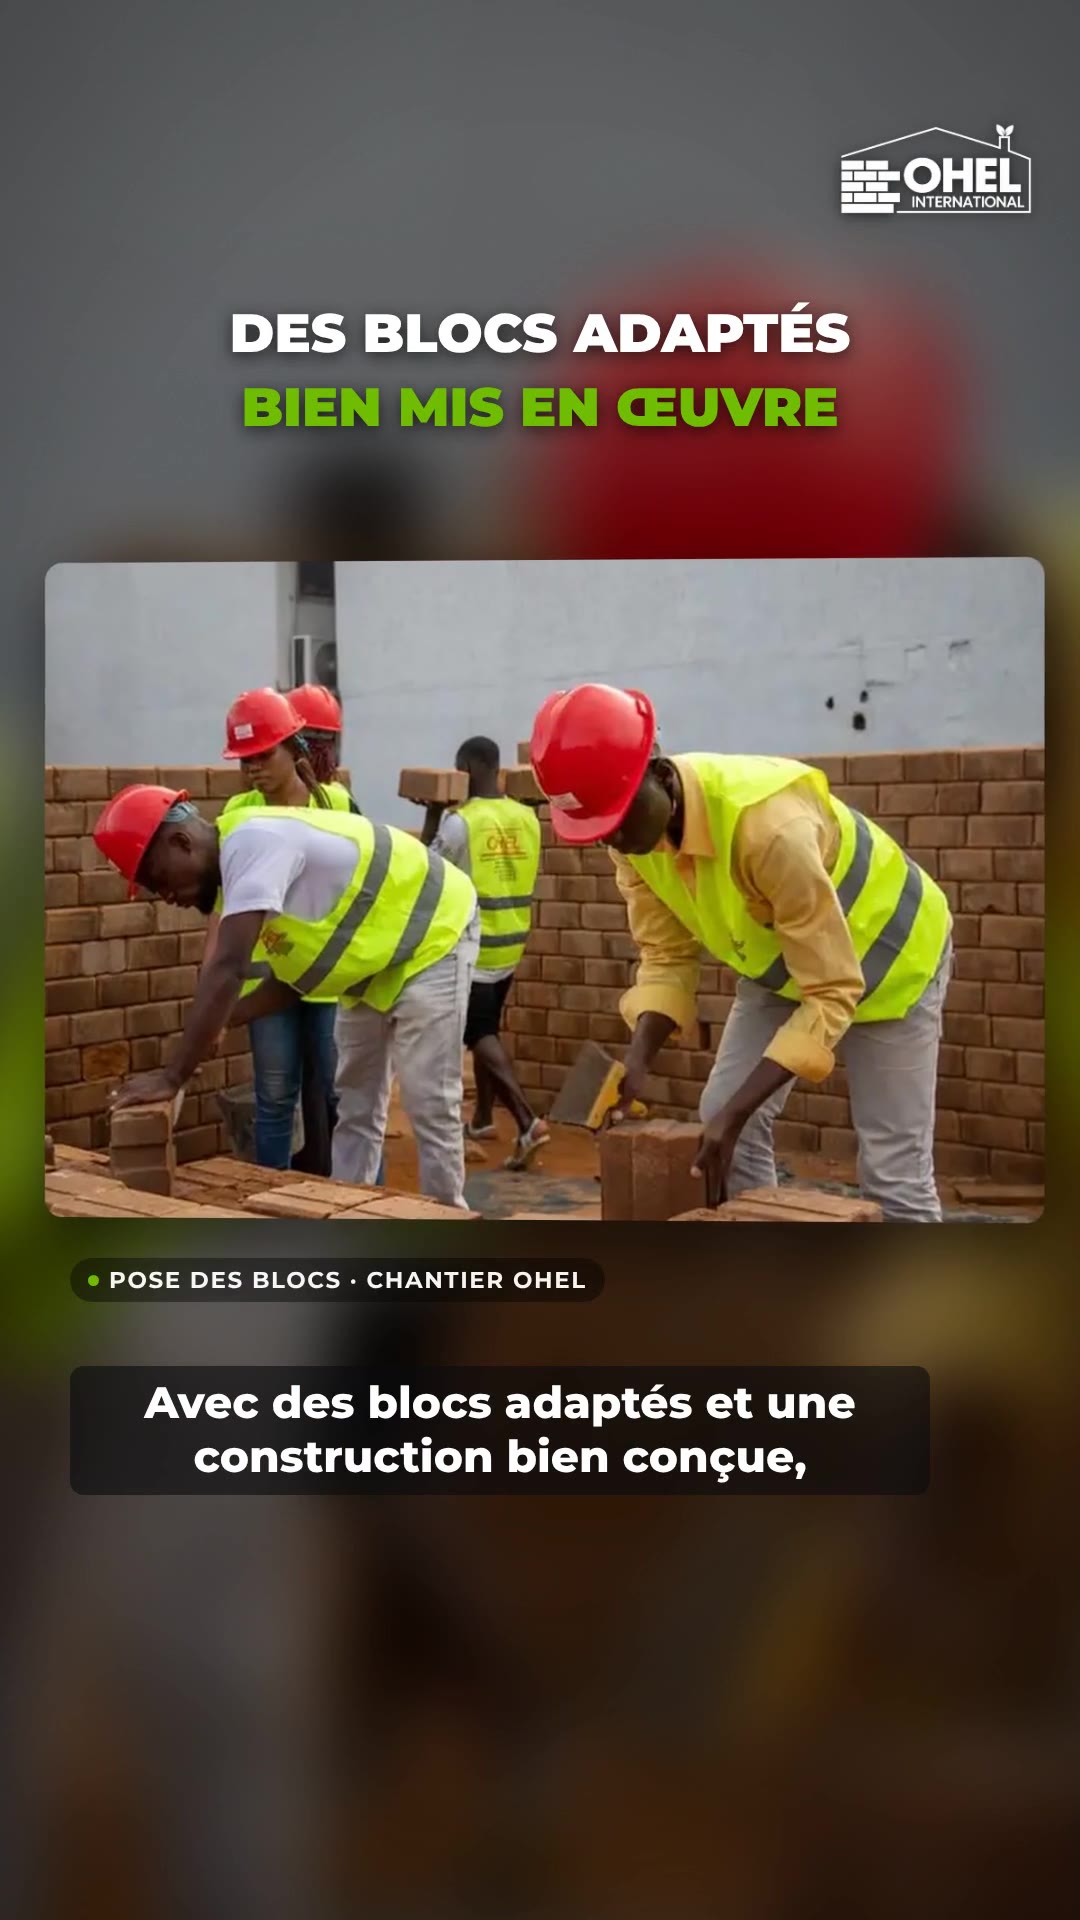 OHEL
INTERNATIONAL
DES BLOCS ADAPTÉS
BIEN MIS EN ŒUVRE
OHEL
POSE DES BLOCS · CHANTIER OHEL
Avec des blocs adaptés et une
construction bien conçue,